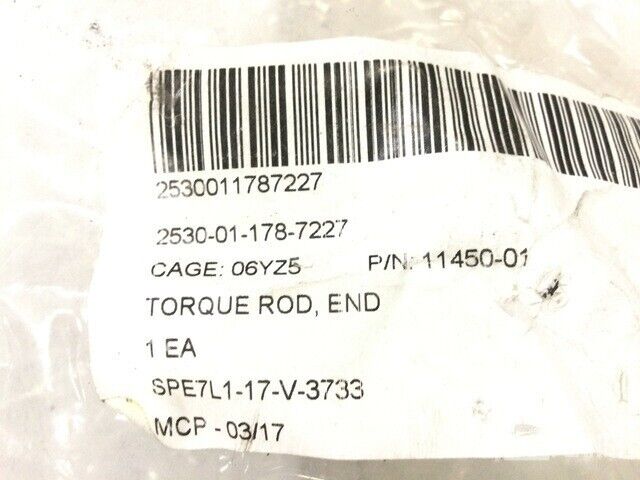 2530011787227
2530-01-178-7227
CAGE: 06YZ5 P/N: 11450-01
TORQUE ROD, END
1 EA
SPE7L1-17-V-3733
MCP - 03/17